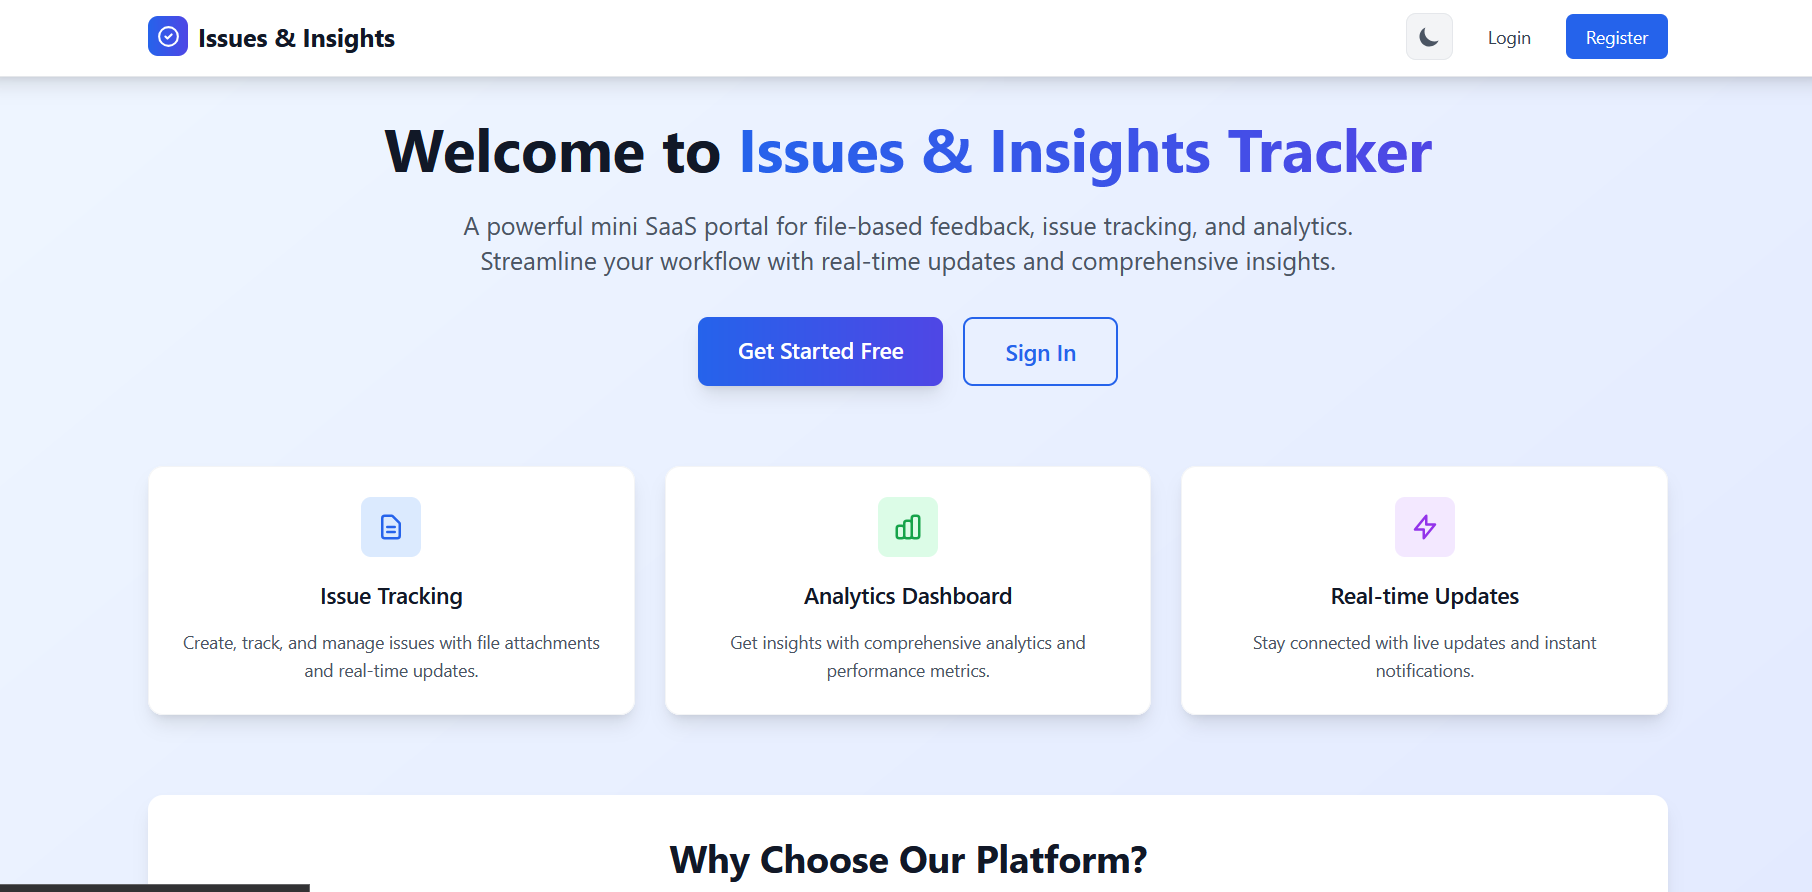 Issues & Insights
Login
Register
Welcome to Issues & Insights Tracker
A powerful mini SaaS portal for file-based feedback, issue tracking, and analytics.
Streamline your workflow with real-time updates and comprehensive insights.
Get Started Free
Sign In
Issue Tracking
Create, track, and manage issues with file attachments
and real-time updates.
Analytics Dashboard
Get insights with comprehensive analytics and
performance metrics.
Real-time Updates
Stay connected with live updates and instant
notifications.
Why Choose Our Platform?